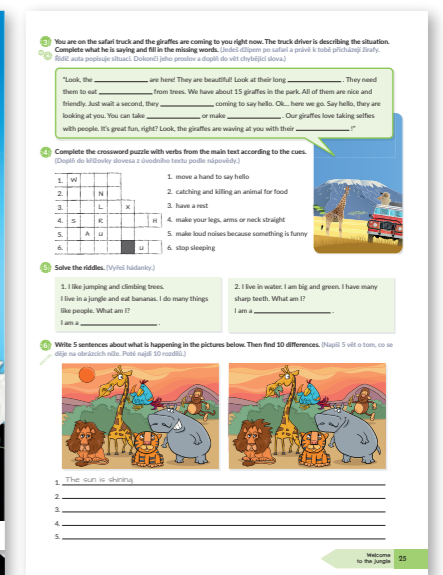 3 You are on the safari truck and the giraffes are coming to you right now. The truck driver is describing the situation.
Complete what he is saying and fill in the missing words. (Jedeš džípem po safari a právě k tobě přicházejí žirafy.
Řidič auta popisuje situaci. Dokonči jeho proslov a doplň do vět chybějící slova.)
"Look, the ____________ are here! They are beautiful! Look at their long ____________ . They need
them to eat ____________ from trees. We have about 15 giraffes in the park. All of them are nice and
friendly. Just wait a second, they ____________ coming to say hello. Ok... here we go. Say hello, they are
looking at you. You can take ____________ or make ____________ . Our giraffes love taking selfies
with people. It's great fun, right? Look, the giraffes are waving at you with their ____________ !"
4 Complete the crossword puzzle with verbs from the main text according to the cues.
(Doplň do křížovky slovesa z úvodního textu podle nápovědy.)
1. W
2. N
3. L X
4. S R H
5. A U
6. U
1. move a hand to say hello
2. catching and killing an animal for food
3. have a rest
4. make your legs, arms or neck straight
5. make loud noises because something is funny
6. stop sleeping
5 Solve the riddles. (Vyřeš hádanky.)
1. I like jumping and climbing trees.
I live in a jungle and eat bananas. I do many things
like people. What am I?
I am a ____________ .
2. I live in water. I am big and green. I have many
sharp teeth. What am I?
I am a ____________ .
6 Write 5 sentences about what is happening in the pictures below. Then find 10 differences. (Napiš 5 vět o tom, co se
děje na obrázcích níže. Poté najdi 10 rozdílů.)
1. The sun is shining
2.
3.
4.
5.
Welcome
to the jungle 25